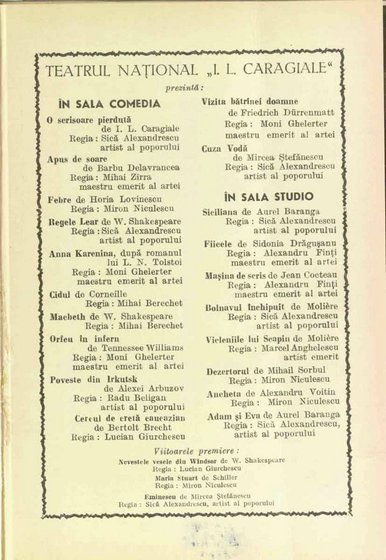 TEATRUL NAȚIONAL „I. L. CARAGIALE"
prezintă :
ÎN SALA COMEDIA
O scrisoare pierdută
de I. L. Caragiale
Regia : Sică Alexandrescu
artist al poporului
Apus de soare
de Barbu Delavrancea
Regia : Mihai Zirra
maestru emerit al artei
Febre de Horia Lovinescu
Regia : Miron Niculescu
Regele Lear de W. Shakespeare
Regia : Sică Alexandrescu
artist al poporului
Anna Karenina, după romanul
lui L. N. Tolstoi
Regia : Moni Ghelerter
maestru emerit al artei
Cidul de Corneille
Regia : Mihai Berechet
Macbeth de W. Shakespeare
Regia : Mihai Berechet
Orfeu în infern
de Tennessee Williams
Regia : Moni Ghelerter
maestru emerit al artei
Poveste din Irkutsk
de Alexei Arbuzov
Regia : Radu Beligan
artist al poporului
Cercul de cretă caucazian
de Bertolt Brecht
Regia : Lucian Giurchescu
Vizita bătrînei doamne
de Friedrich Dürrenmatt
Regia : Moni Ghelerter
maestru emerit al artei
Cuza Vodă
de Mircea Ștefănescu
Regia : Sică Alexandrescu
artist al poporului
ÎN SALA STUDIO
Siciliana de Aurel Baranga
Regia : Sică Alexandrescu
artist al poporului
Fiicele de Sidonia Drăgușanu
Regia : Alexandru Finți
maestru emerit al artei
Mașina de scris de Jean Cocteau
Regia : Alexandru Finți
maestru emerit al artei
Bolnavul închipuit de Molière
Regia : Sică Alexandrescu
artist al poporului
Vicleniile lui Scapin de Molière
Regia : Marcel Anghelescu
artist emerit
Dezertorul de Mihail Sorbul
Regia : Miron Niculescu
Ancheta de Alexandru Voitin
Regia : Miron Niculescu
Adam și Eva de Aurel Baranga
Regia : Sică Alexandrescu,
artist al poporului
Viitoarele premiere :
Nevestele vesele din Windsor de W. Shakespeare
Regia : Lucian Giurchescu
Maria Stuart de Schiller
Regia : Miron Niculescu
Eminescu de Mircea Ștefănescu
Regia : Sică Alexandrescu, artist al poporului